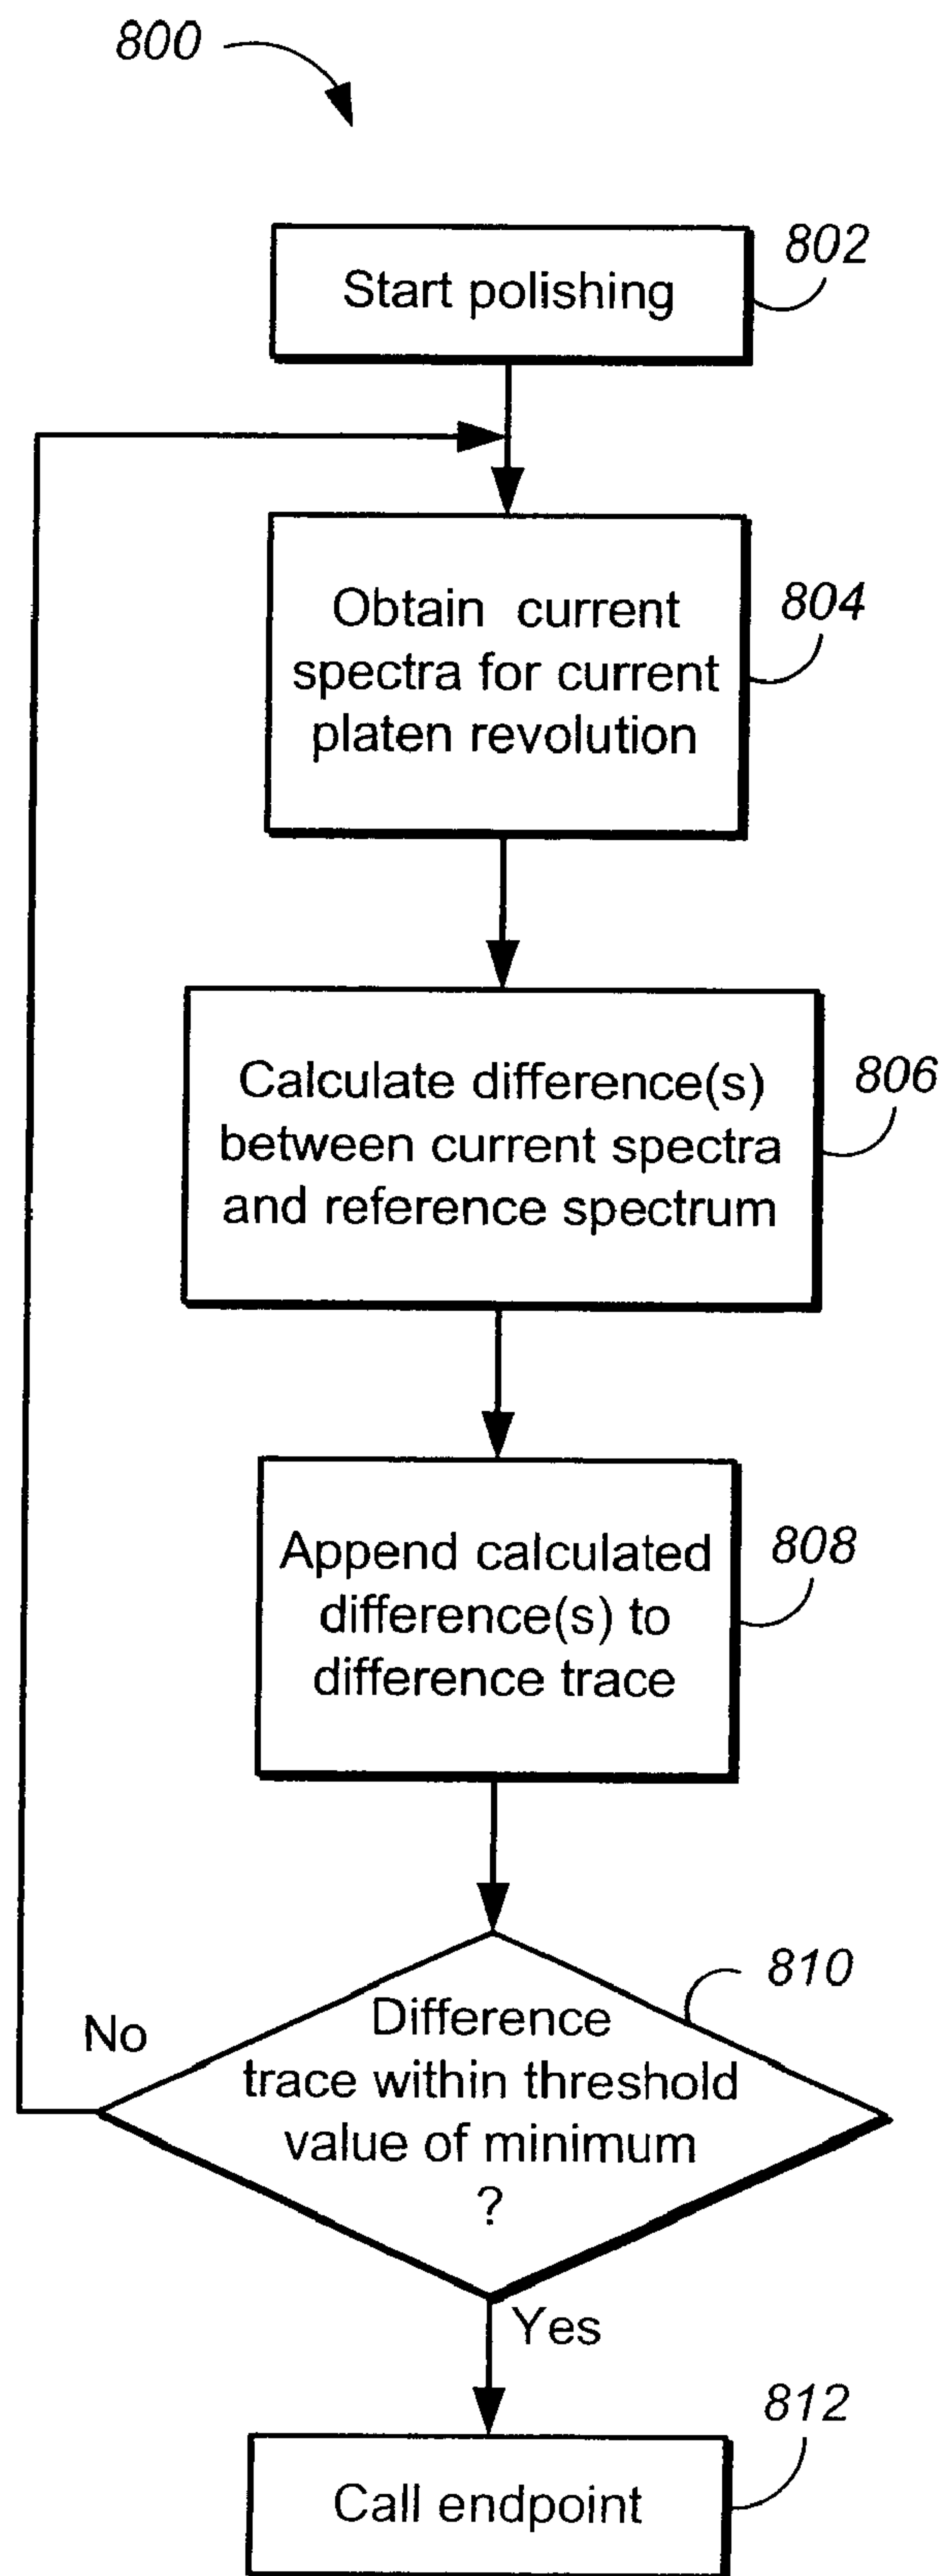 800
802
Start polishing
804
Obtain current
spectra for current
platen revolution
806
Calculate difference(s)
between current spectra
and reference spectrum
808
Append calculated
difference(s) to
difference trace
810
No
Difference
trace within threshold
value of minimum
?
Yes
812
Call endpoint